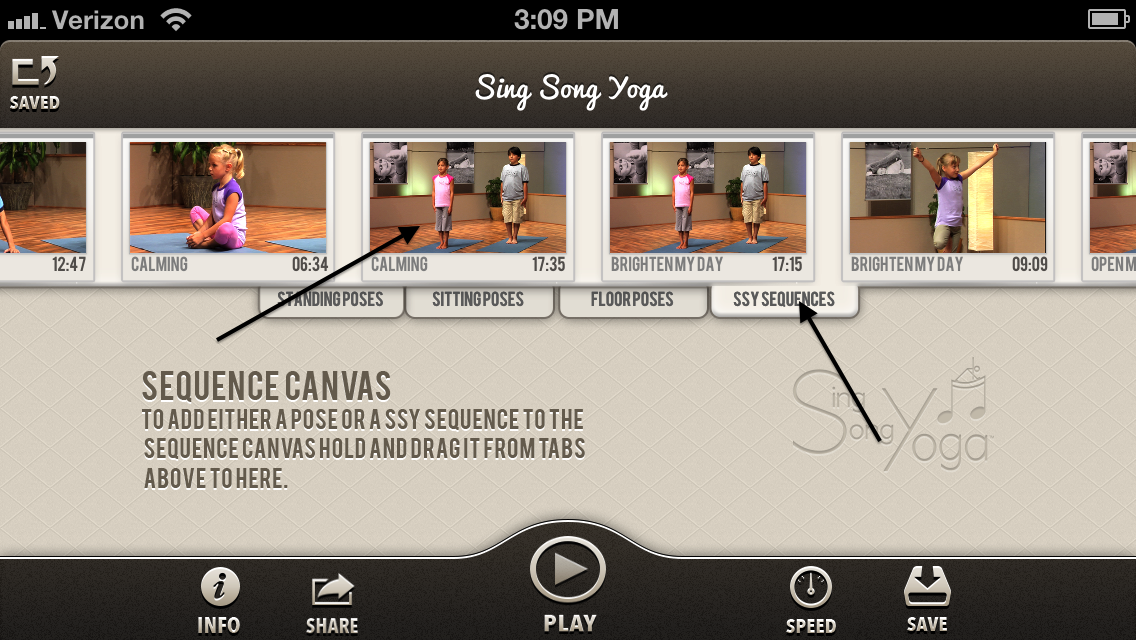 Verizon 3:09 PM
SAVED
Sing Song Yoga
12:47
CALMING 06:34
CALMING 17:35
BRIGHTEN MY DAY 17:15
BRIGHTEN MY DAY 09:09
OPEN M
STANDING POSES
SITTING POSES
FLOOR POSES
SSY SEQUENCES
SEQUENCE CANVAS
TO ADD EITHER A POSE OR A SSY SEQUENCE TO THE
SEQUENCE CANVAS HOLD AND DRAG IT FROM TABS
ABOVE TO HERE.
Sing
Song
Yoga
INFO
SHARE
PLAY
SPEED
SAVE